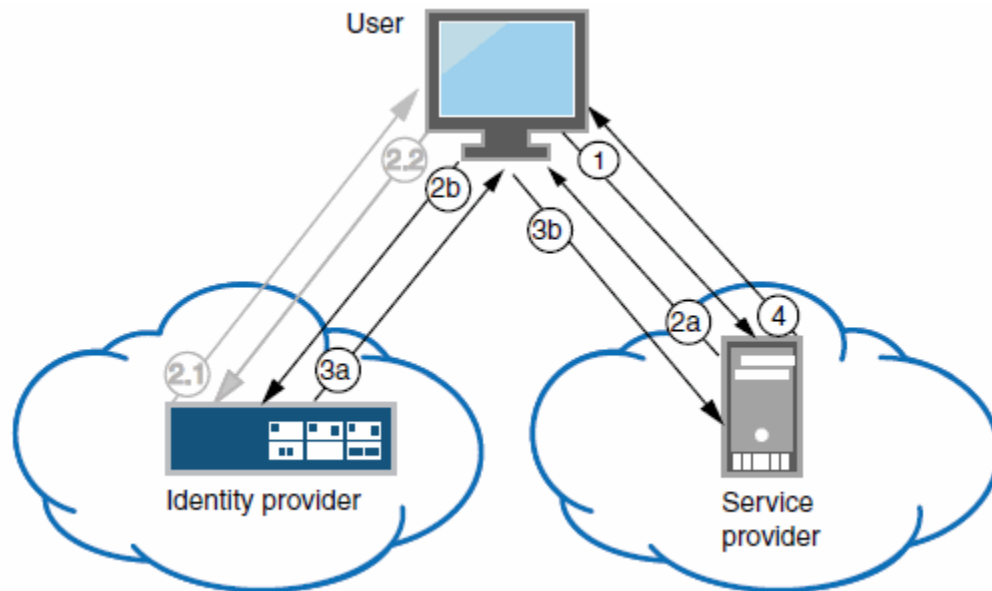 User
2.2
1
2b
3b
2a
4
2.1
3a
Identity provider
Service
provider